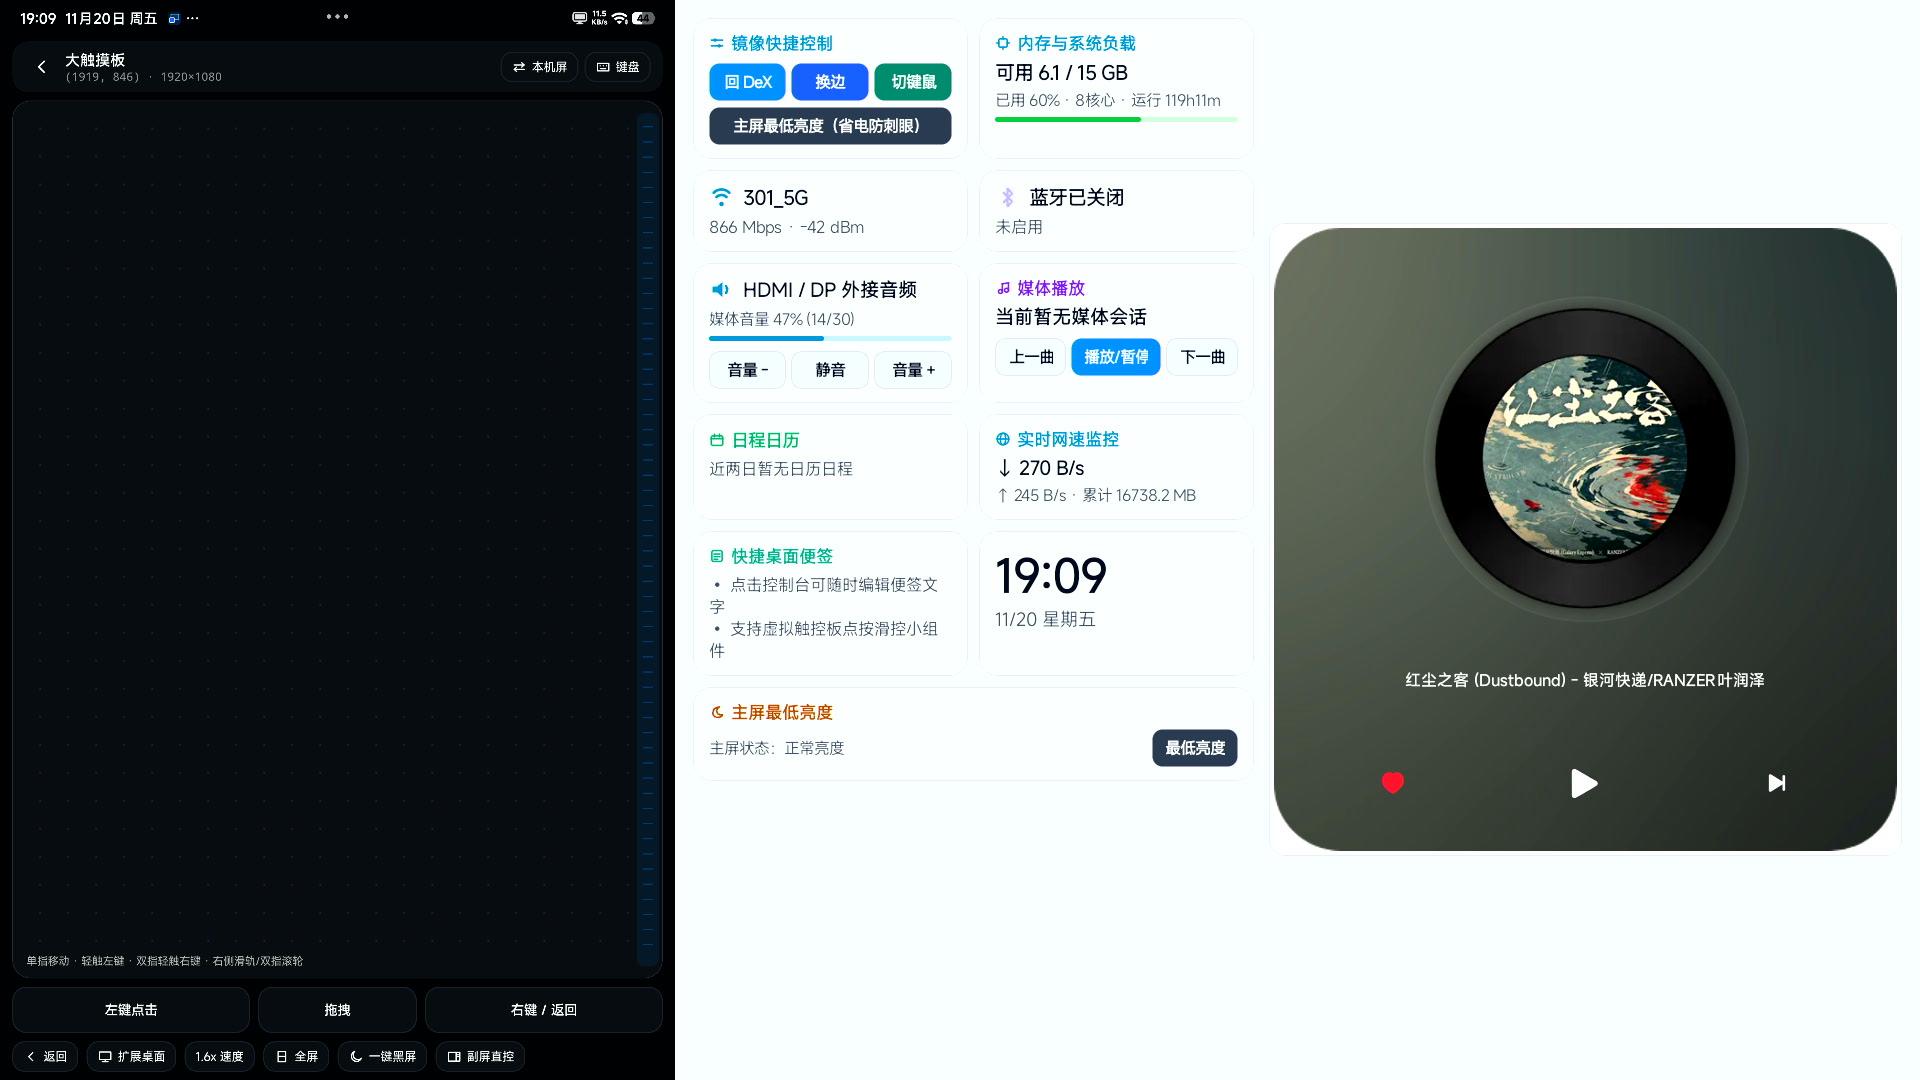 19:09 11月20日 周五
11.5 KB/s
44
大触摸板
(1919, 846) · 1920×1080
本机屏
键盘
单指移动 · 轻触左键 · 双指轻触右键 · 右侧滑轨/双指滚轮
左键点击
拖拽
右键 / 返回
返回
扩展桌面
1.6x 速度
全屏
一键黑屏
副屏直控
镜像快捷控制
回 DeX
换边
切键鼠
主屏最低亮度（省电防刺眼）
内存与系统负载
可用 6.1 / 15 GB
已用 60% · 8核心 · 运行 119h11m
301_5G
866 Mbps · -42 dBm
蓝牙已关闭
未启用
HDMI / DP 外接音频
媒体音量 47% (14/30)
音量 -
静音
音量 +
媒体播放
当前暂无媒体会话
上一曲
播放/暂停
下一曲
日程日历
近两日暂无日历日程
实时网速监控
↓ 270 B/s
↑ 245 B/s · 累计 16738.2 MB
快捷桌面便签
• 点击控制台可随时编辑便签文
字
• 支持虚拟触控板点按滑控小组
件
19:09
11/20 星期五
主屏最低亮度
主屏状态：正常亮度
最低亮度
红尘之客
红尘之客 (Dustbound) - 银河快递/RANZER叶润泽